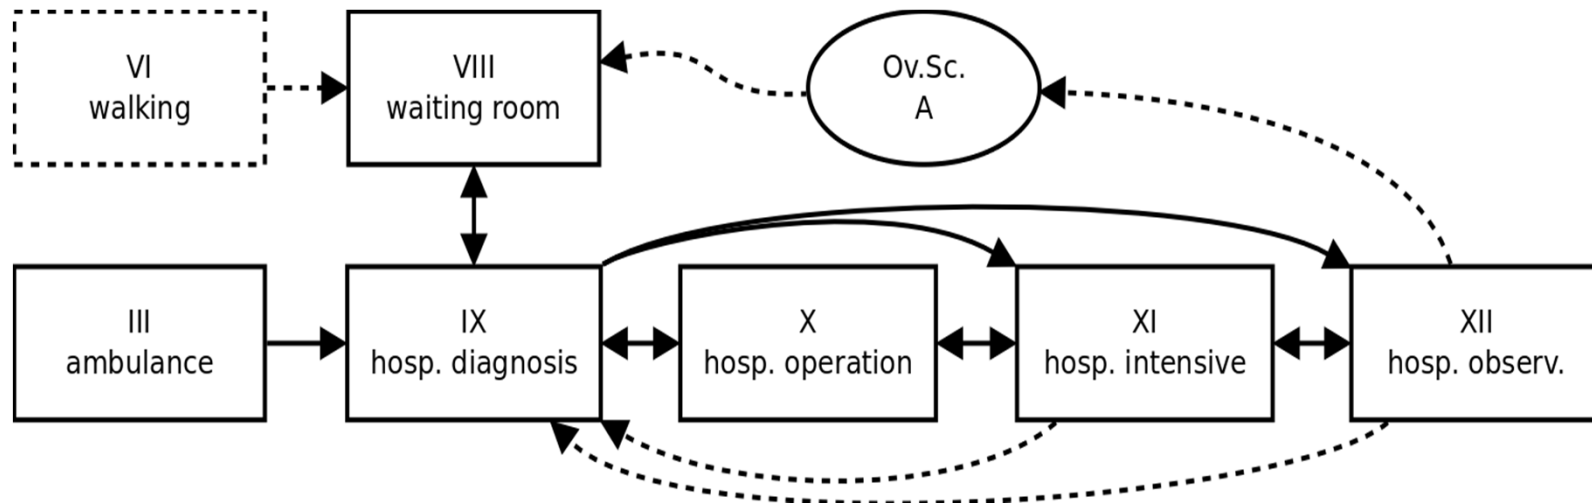 VI
walking
VIII
waiting room
Ov.Sc.
A
III
ambulance
IX
hosp. diagnosis
X
hosp. operation
XI
hosp. intensive
XII
hosp. observ.